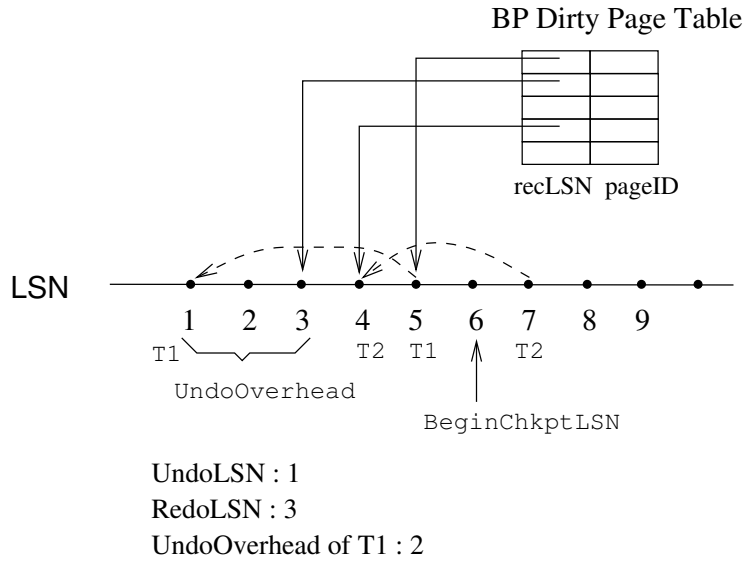 BP Dirty Page Table
recLSN pageID
LSN
1 2 3 4 5 6 7 8 9
T1 T2 T1 T2
UndoOverhead
BeginChkptLSN
UndoLSN : 1
RedoLSN : 3
UndoOverhead of T1 : 2